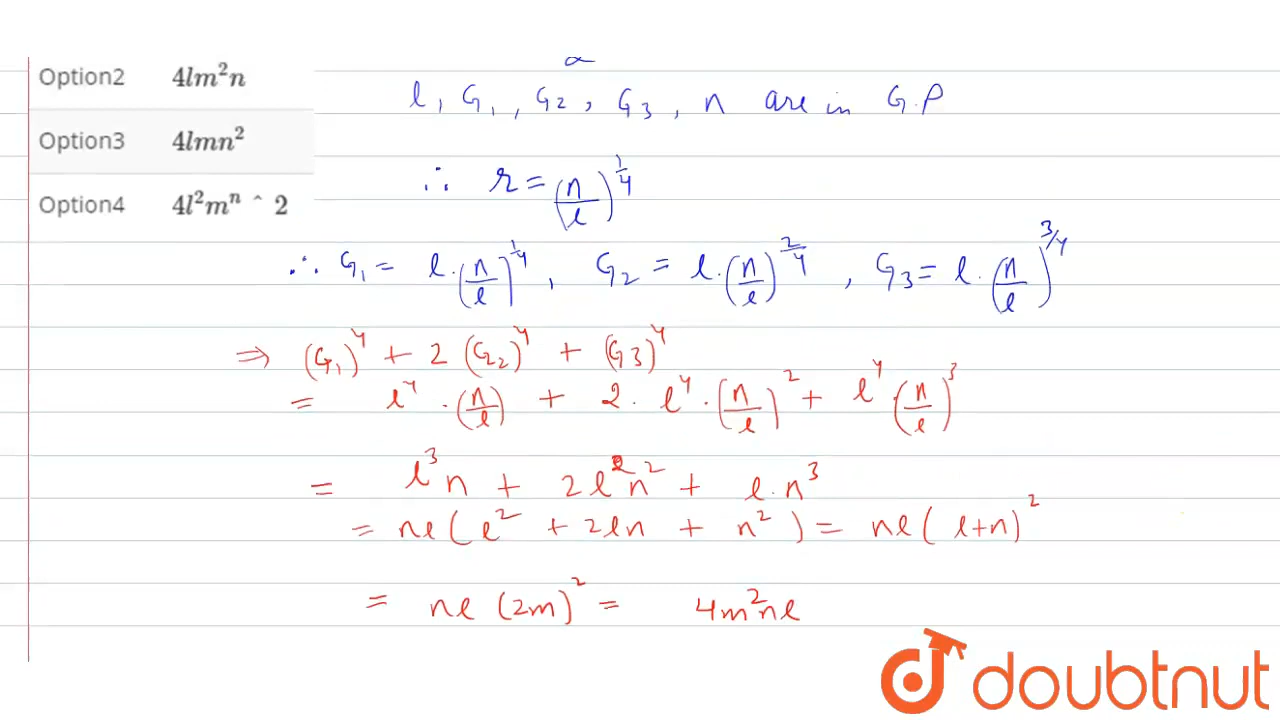 Option2 4lm²n
l, G₁, G₂, G₃, n are in G.P
Option3 4lmn²
∴ r = (n/l)^(1/4)
Option4 4l²mⁿ ^ 2
∴ G₁ = l.(n/l)^(1/4), G₂ = l.(n/l)^(2/4), G₃ = l.(n/l)^(3/4)
⇒ (G₁)⁴ + 2 (G₂)⁴ + (G3)⁴
= l⁴ . (n/l) + 2. l⁴ . (n/l)² + l⁴ . (n/l)³
= l³n + 2l²n² + l.n³
= nl(l² + 2ln + n²) = nl(l+n)²
= nl (2m)² = 4m²nl
doubtnut